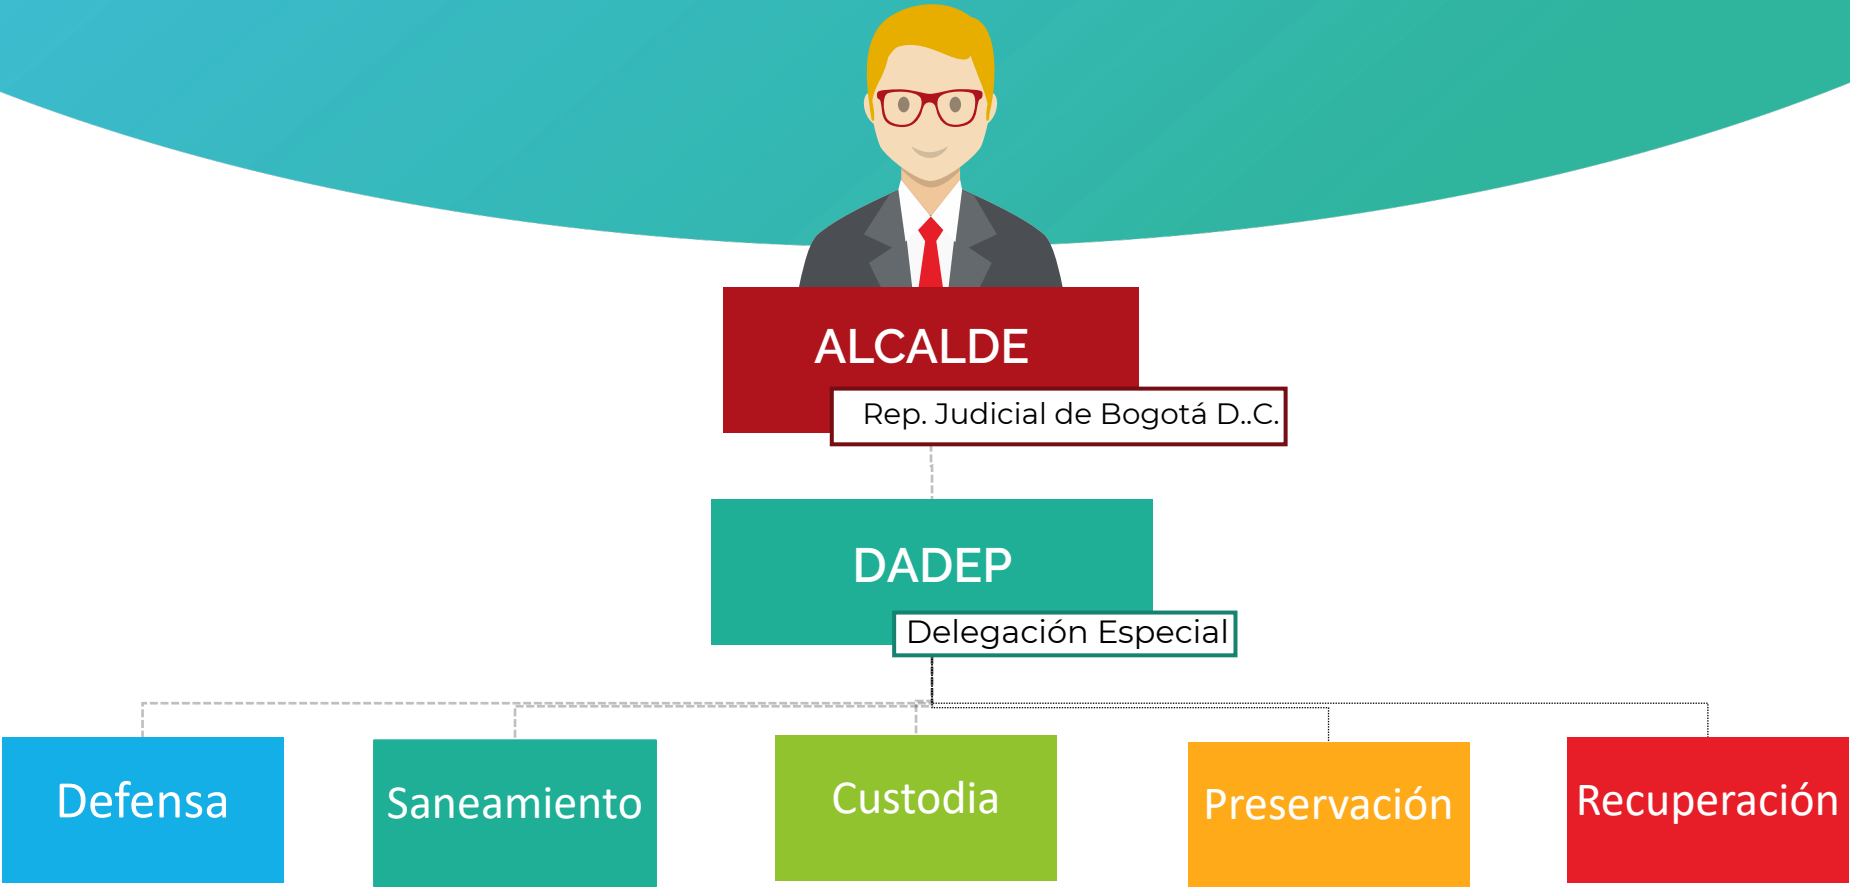 ALCALDE
Rep. Judicial de Bogotá D..C.
DADEP
Delegación Especial
Defensa
Saneamiento
Custodia
Preservación
Recuperación